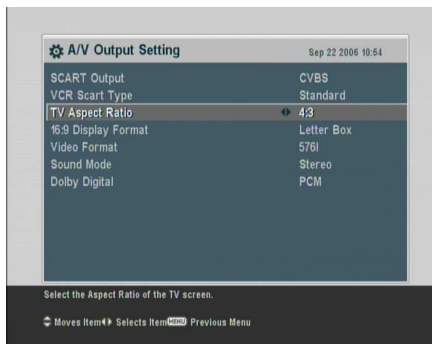 A/V Output Setting Sep 22 2006 10:54
SCART Output CVBS
VCR Scart Type Standard
TV Aspect Ratio 4:3
16:9 Display Format Letter Box
Video Format 576I
Sound Mode Stereo
Dolby Digital PCM
Select the Aspect Ratio of the TV screen.
Moves Item Selects Item MENU Previous Menu